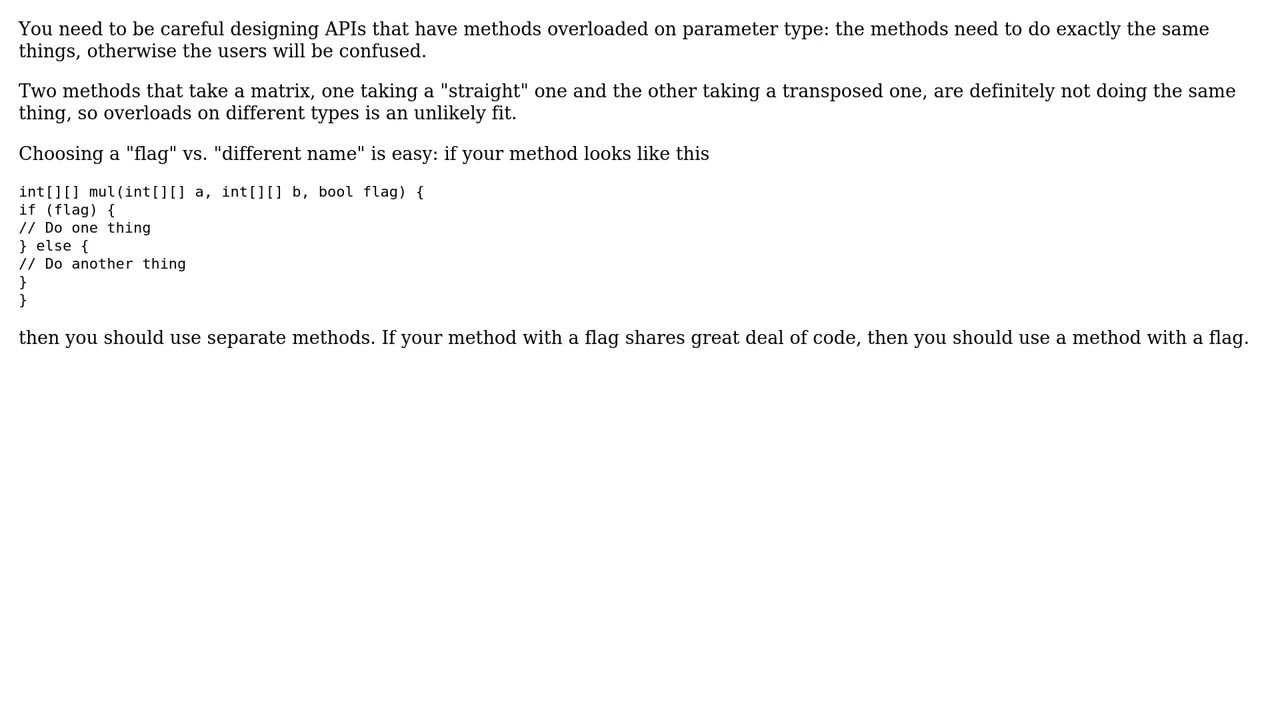 You need to be careful designing APIs that have methods overloaded on parameter type: the methods need to do exactly the same
things, otherwise the users will be confused.
Two methods that take a matrix, one taking a "straight" one and the other taking a transposed one, are definitely not doing the same
thing, so overloads on different types is an unlikely fit.
Choosing a "flag" vs. "different name" is easy: if your method looks like this
int[][] mul(int[][] a, int[][] b, bool flag) {
if (flag) {
// Do one thing
} else {
// Do another thing
}
}
then you should use separate methods. If your method with a flag shares great deal of code, then you should use a method with a flag.